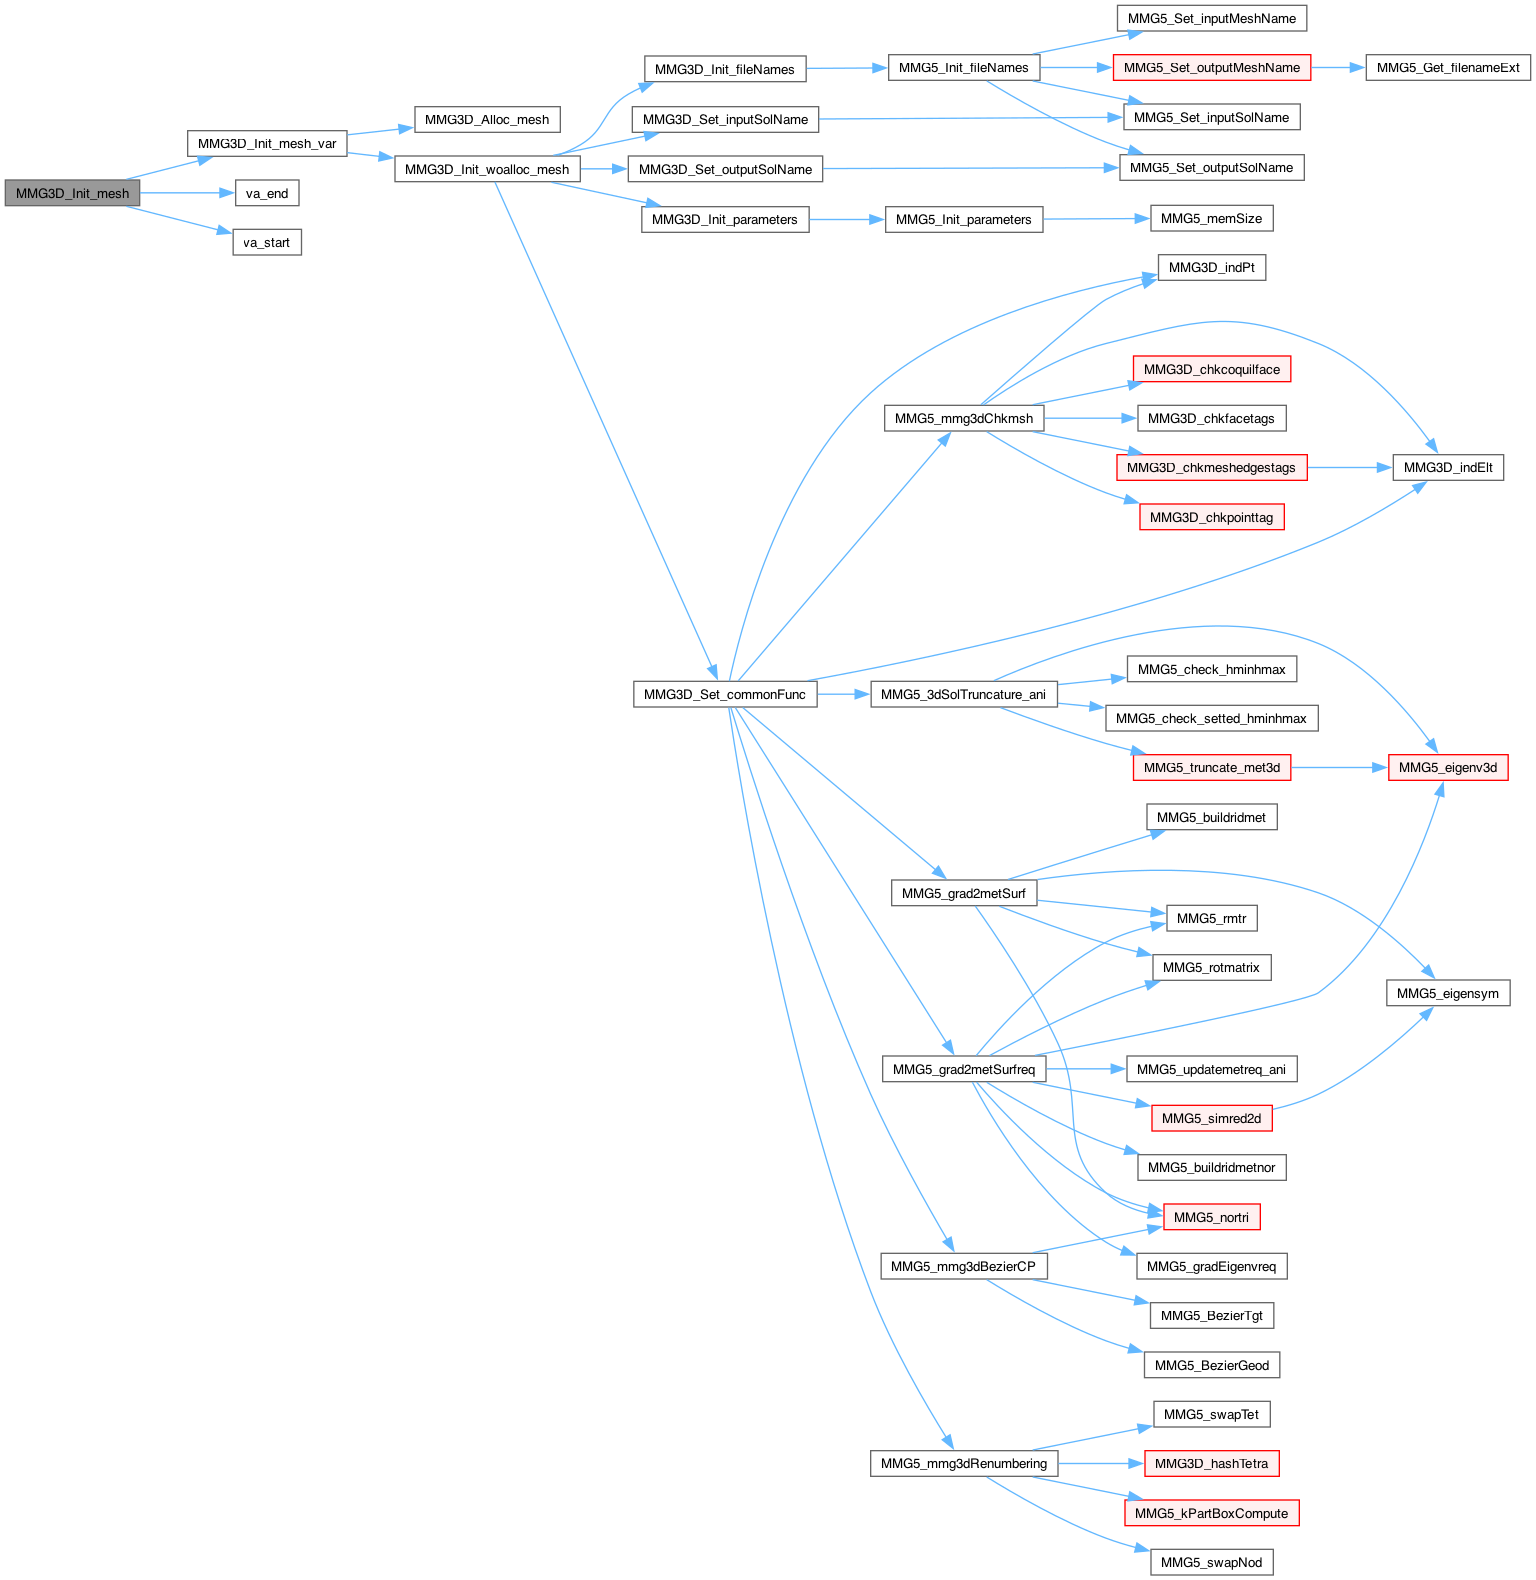 MMG3D_Init_mesh
MMG3D_Init_mesh_var
va_end
va_start
MMG3D_Alloc_mesh
MMG3D_Init_woalloc_mesh
MMG3D_Init_fileNames
MMG3D_Set_inputSolName
MMG3D_Set_outputSolName
MMG3D_Init_parameters
MMG3D_Set_commonFunc
MMG5_Init_fileNames
MMG5_Init_parameters
MMG5_mmg3dChkmsh
MMG5_3dSolTruncature_ani
MMG5_grad2metSurf
MMG5_grad2metSurfreq
MMG5_mmg3dBezierCP
MMG5_mmg3dRenumbering
MMG5_Set_inputMeshName
MMG5_Set_outputMeshName
MMG5_Set_inputSolName
MMG5_Set_outputSolName
MMG5_memSize
MMG3D_indPt
MMG3D_chkcoquilface
MMG3D_chkfacetags
MMG3D_chkmeshedgestags
MMG3D_chkpointtag
MMG5_check_hminhmax
MMG5_check_setted_hminhmax
MMG5_truncate_met3d
MMG5_buildridmet
MMG5_rmtr
MMG5_rotmatrix
MMG5_updatemetreq_ani
MMG5_simred2d
MMG5_buildridmetnor
MMG5_nortri
MMG5_gradEigenvreq
MMG5_BezierTgt
MMG5_BezierGeod
MMG5_swapTet
MMG3D_hashTetra
MMG5_kPartBoxCompute
MMG5_swapNod
MMG5_Get_filenameExt
MMG3D_indElt
MMG5_eigenv3d
MMG5_eigensym